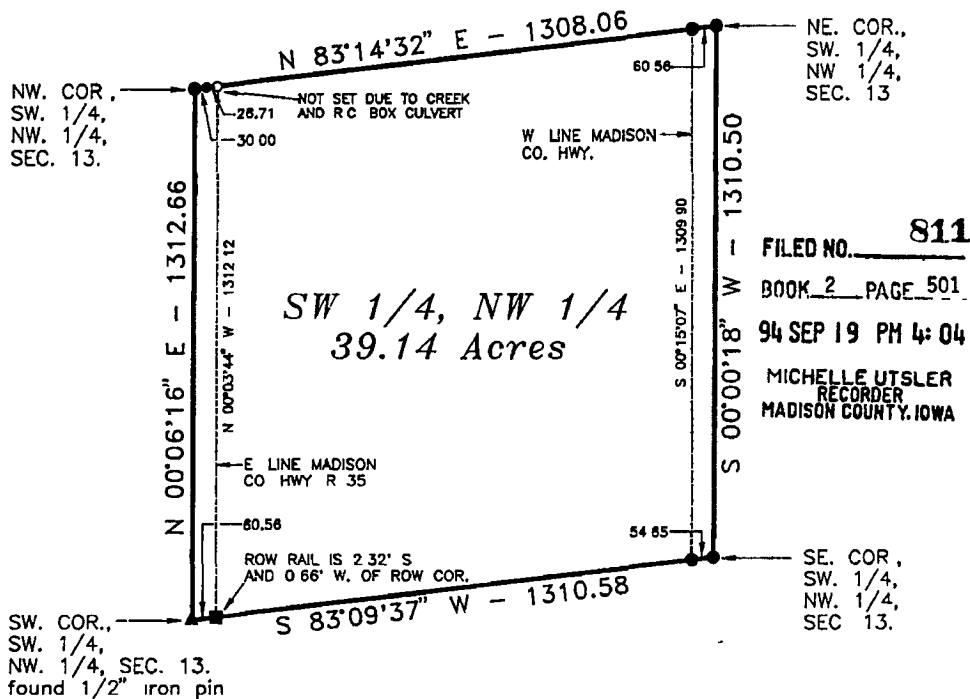 N 83°14'32" E - 1308.06
NE. COR.,
SW. 1/4,
NW 1/4,
SEC. 13
60 56
NW. COR ,
SW. 1/4,
NW. 1/4,
SEC. 13.
NOT SET DUE TO CREEK
AND R C BOX CULVERT
26.71
30 00
W LINE MADISON
CO. HWY.
N 00°06'16" E - 1312.66
N 00°03'44" W - 1312 12
SW 1/4, NW 1/4
39.14 Acres
S 00°15'07" E - 1309 90
S 00°00'18" W - 1310.50
FILED NO. 811
BOOK 2 PAGE 501
94 SEP 19 PM 4: 04
MICHELLE UTSLER
RECORDER
MADISON COUNTY, IOWA
E LINE MADISON
CO HWY R 35
60.56
ROW RAIL IS 2 32' S
AND 0 66' W. OF ROW COR.
54 65
S 83°09'37" W - 1310.58
SE. COR ,
SW. 1/4,
NW. 1/4,
SEC 13.
SW. COR.,
SW. 1/4,
NW. 1/4, SEC. 13.
found 1/2" iron pin